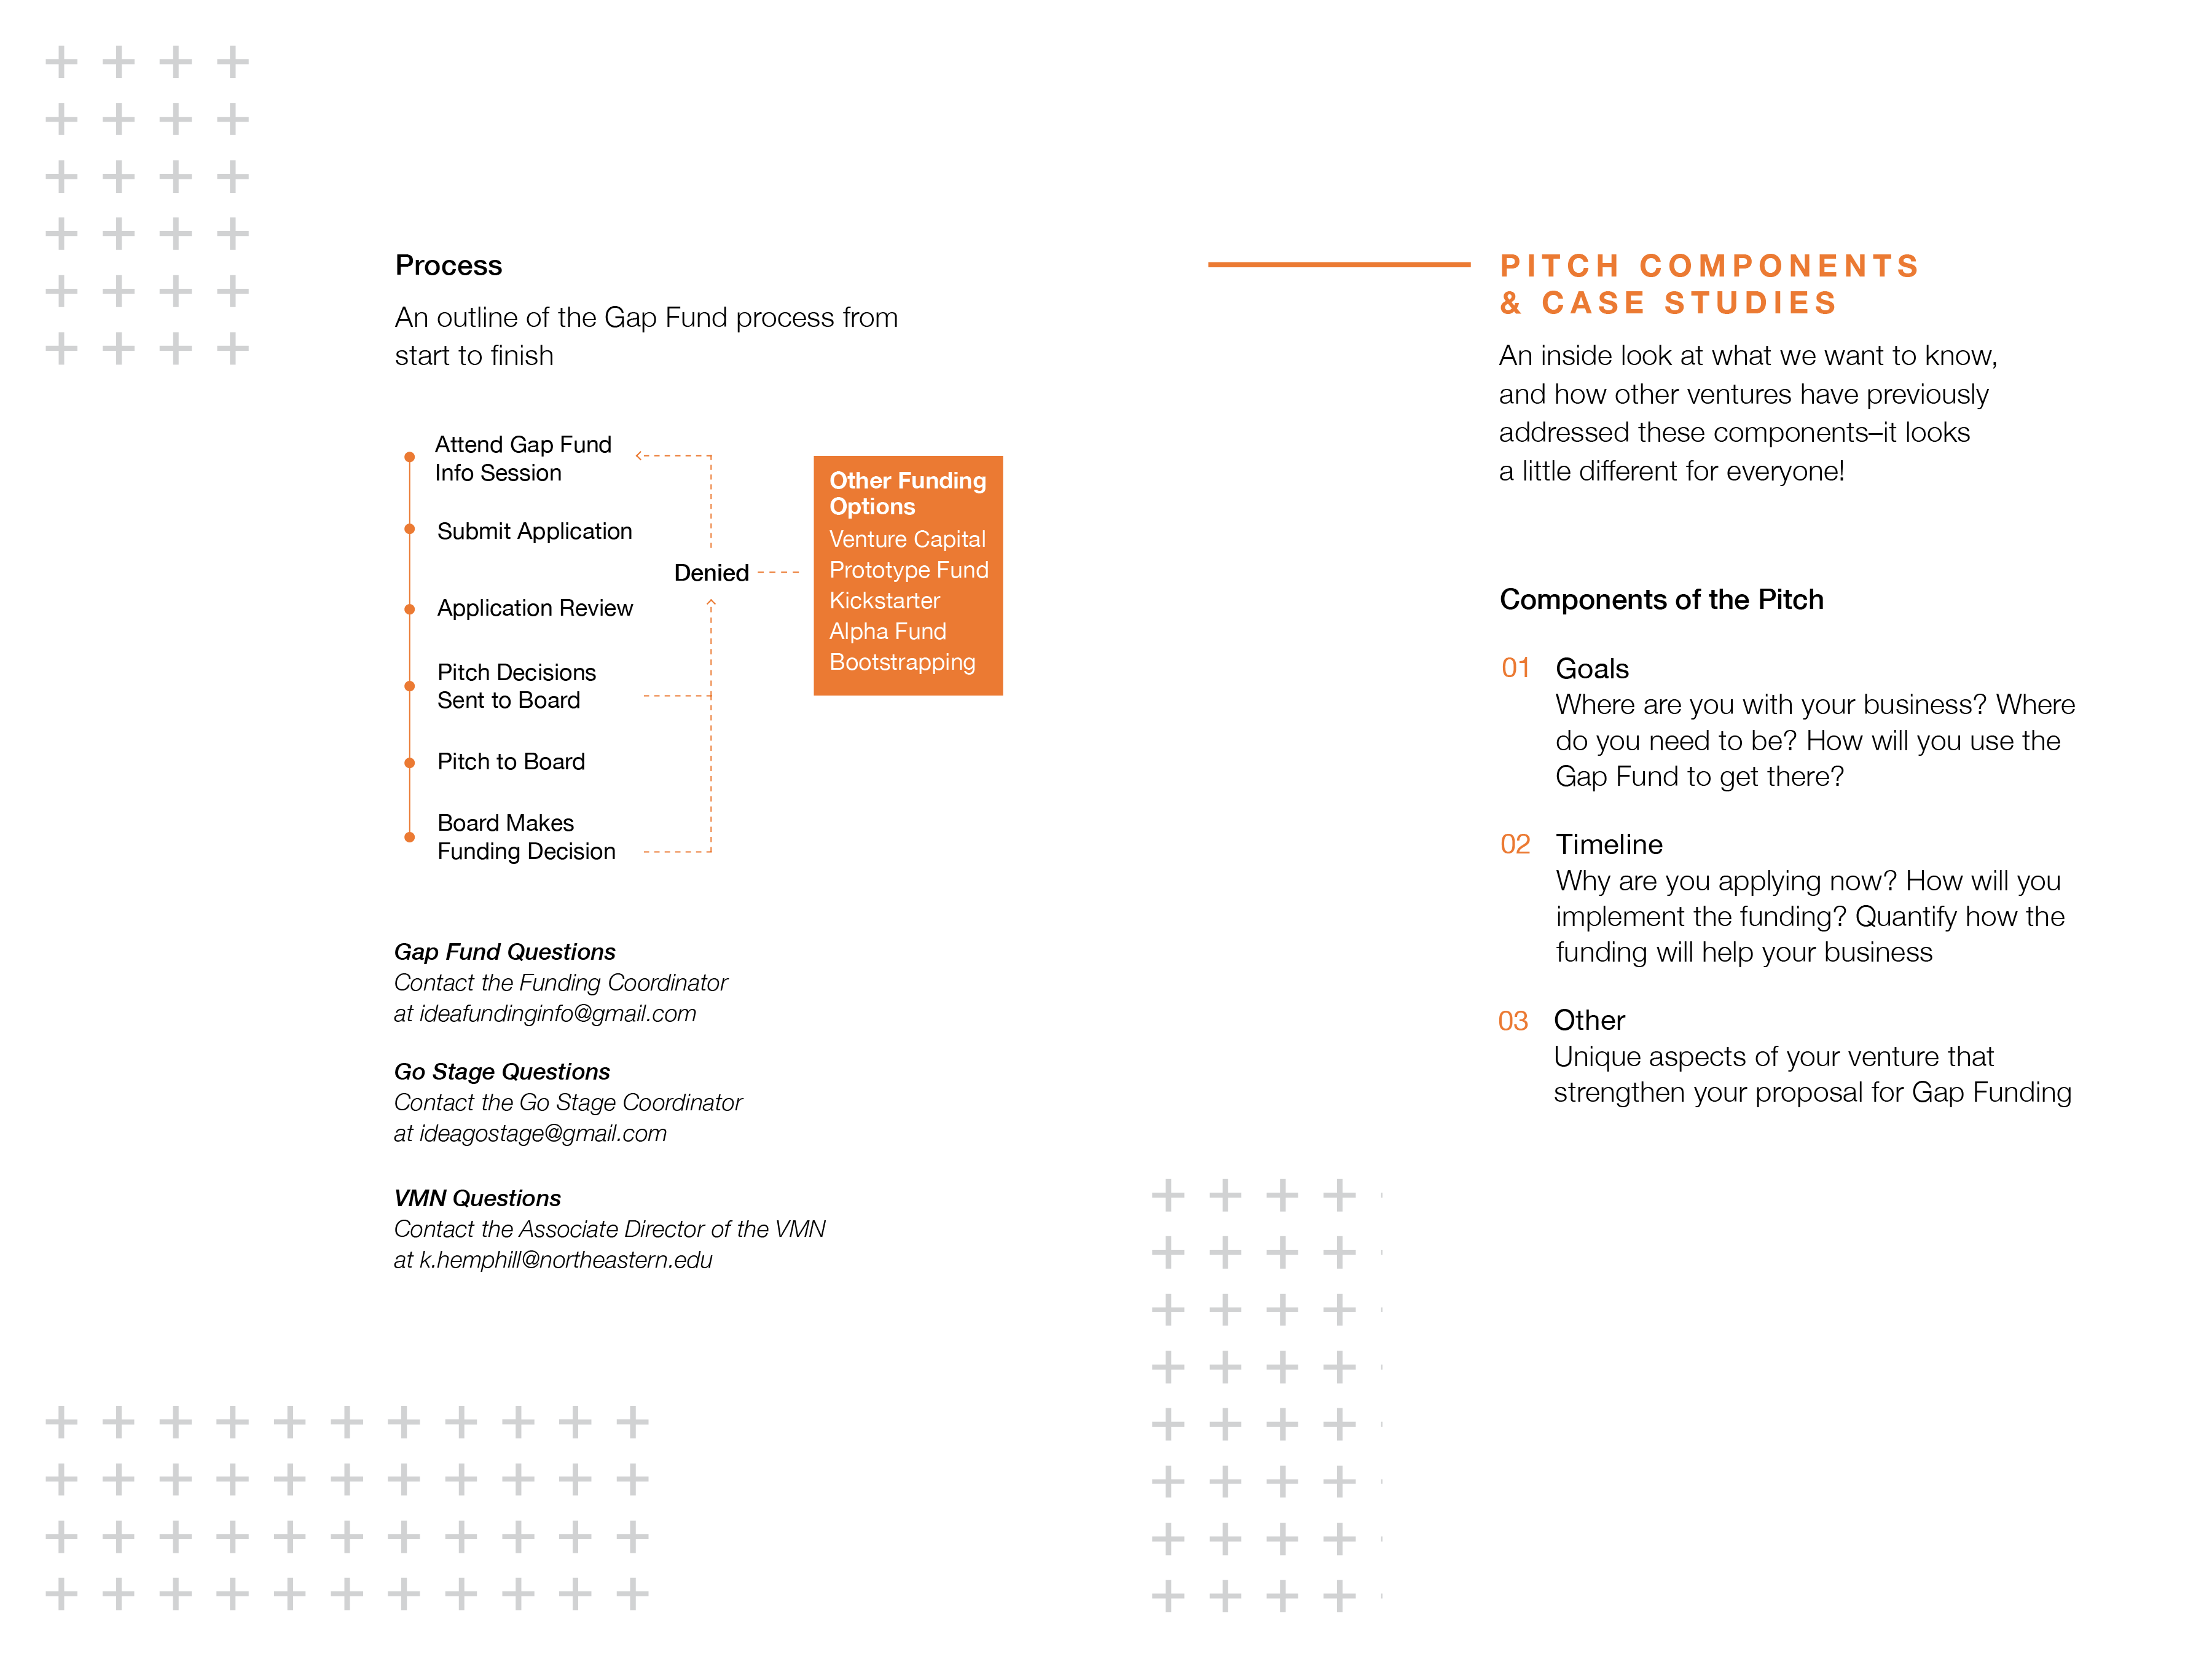 Process
An outline of the Gap Fund process from
start to finish
Attend Gap Fund
Info Session
Submit Application
Application Review
Pitch Decisions
Sent to Board
Pitch to Board
Board Makes
Funding Decision
Denied
Other Funding
Options
Venture Capital
Prototype Fund
Kickstarter
Alpha Fund
Bootstrapping
Gap Fund Questions
Contact the Funding Coordinator
at ideafundinginfo@gmail.com
Go Stage Questions
Contact the Go Stage Coordinator
at ideagostage@gmail.com
VMN Questions
Contact the Associate Director of the VMN
at k.hemphill@northeastern.edu
PITCH COMPONENTS
& CASE STUDIES
An inside look at what we want to know,
and how other ventures have previously
addressed these components–it looks
a little different for everyone!
Components of the Pitch
01 Goals
Where are you with your business? Where
do you need to be? How will you use the
Gap Fund to get there?
02 Timeline
Why are you applying now? How will you
implement the funding? Quantify how the
funding will help your business
03 Other
Unique aspects of your venture that
strengthen your proposal for Gap Funding